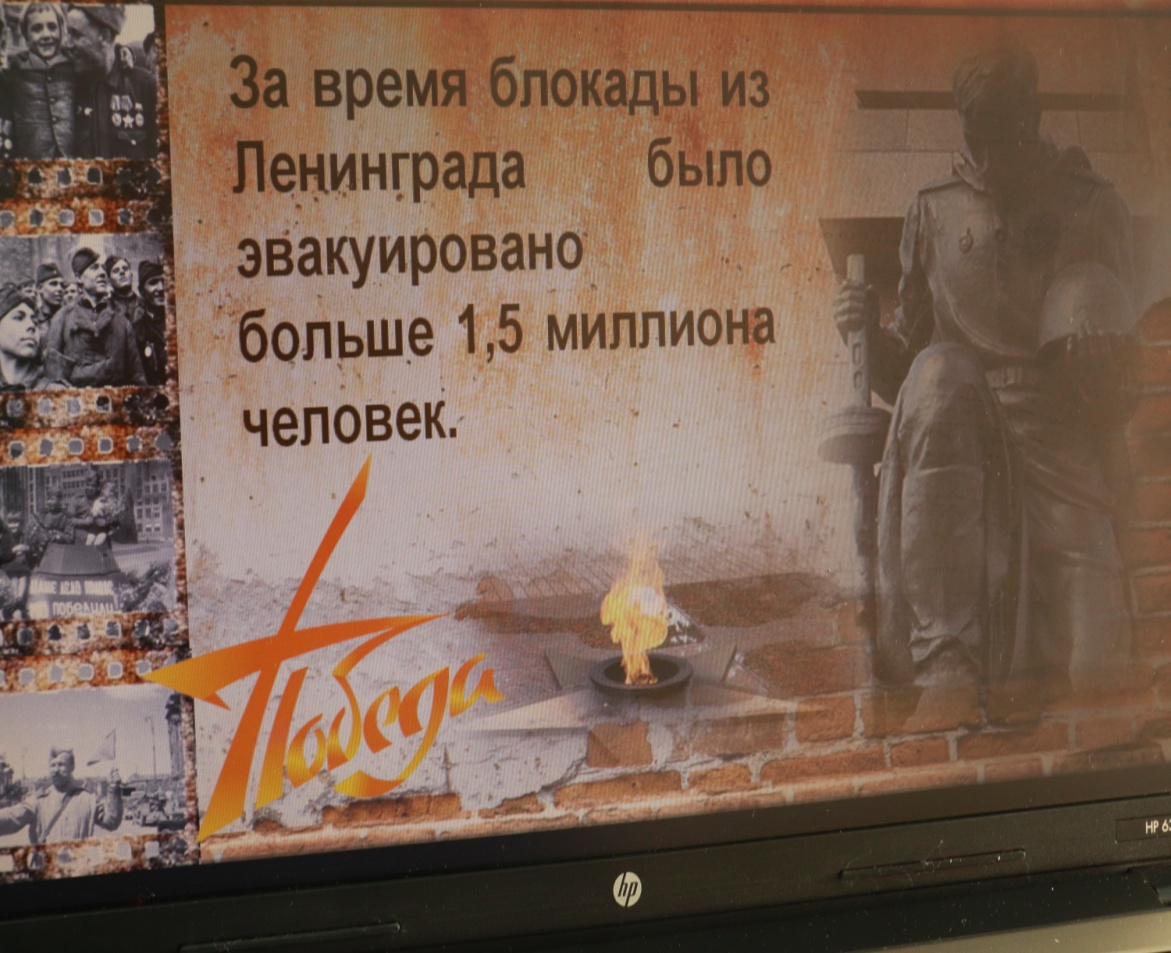 За время блокады из
Ленинграда было
эвакуировано
больше 1,5 миллиона
человек.
Победа
hp